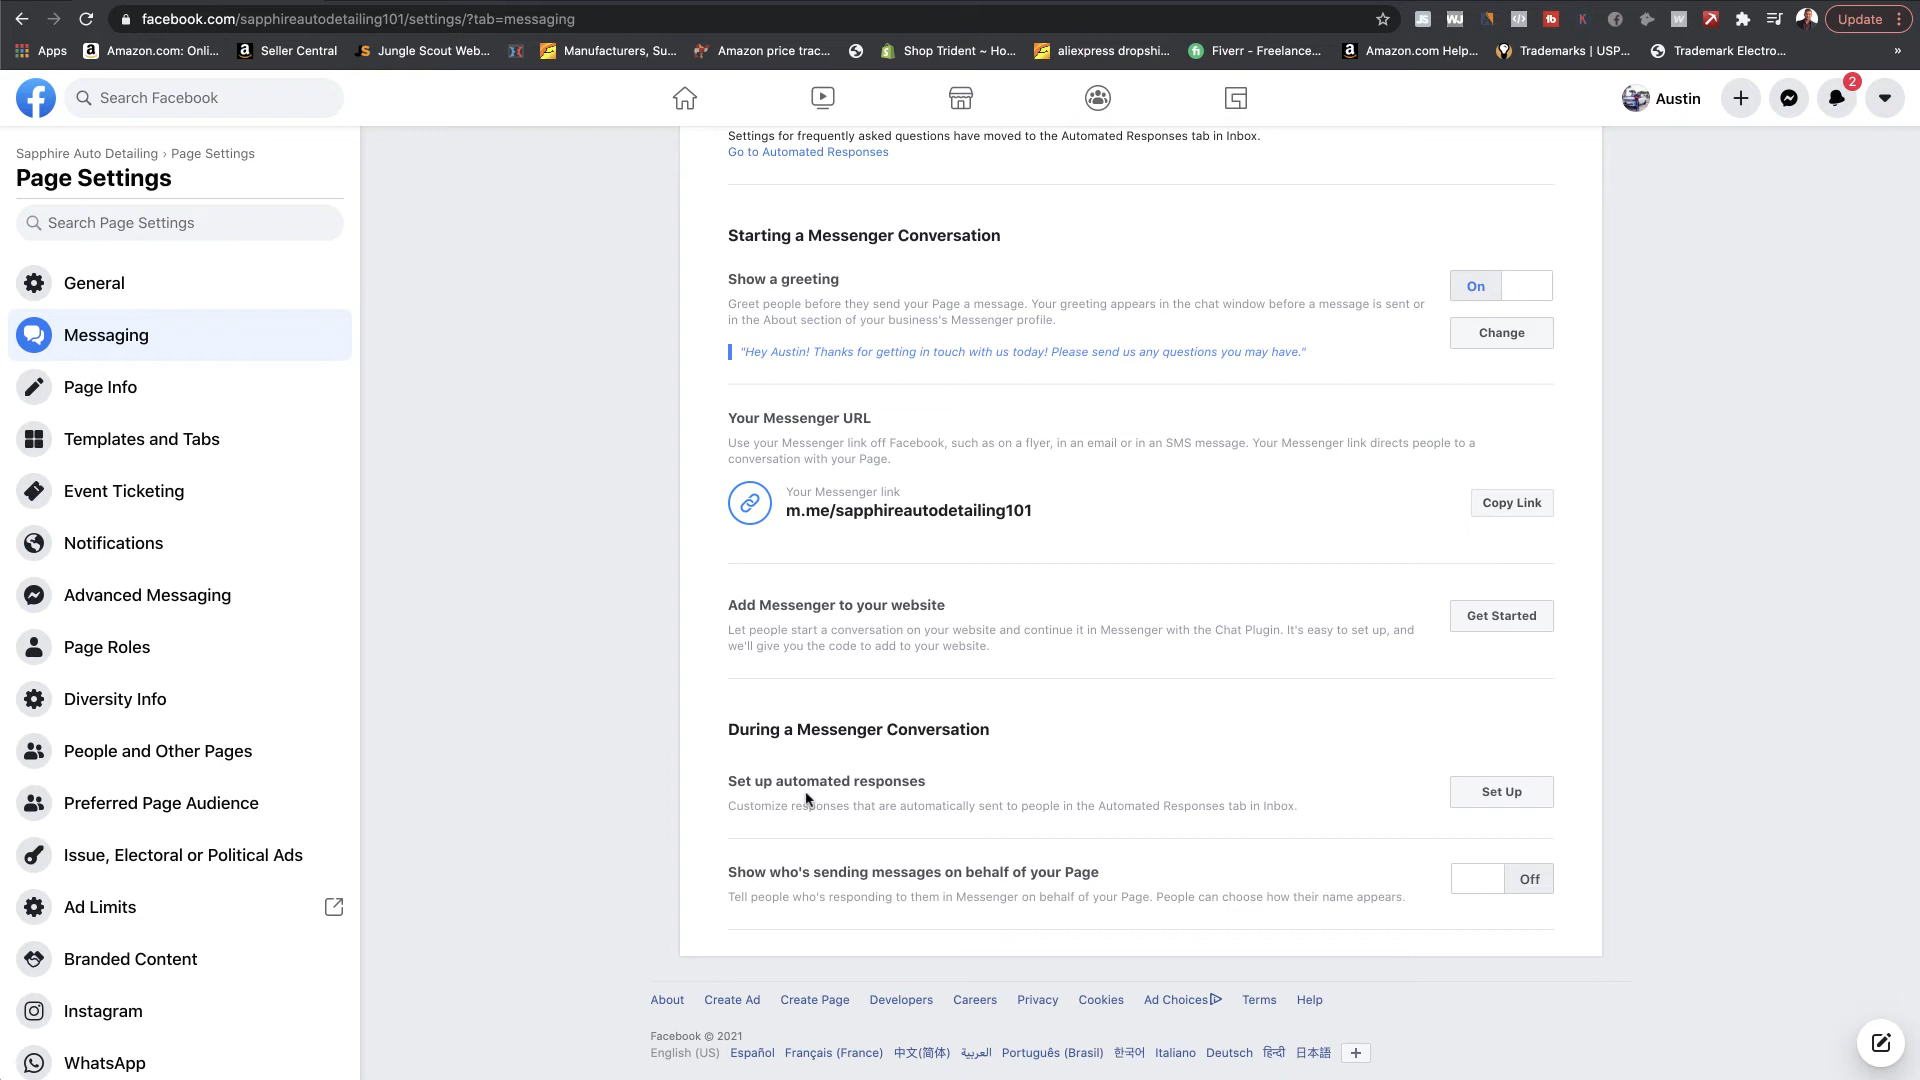 facebook.com/sapphireautodetailing101/settings/?tab=messaging
Update
Apps
Amazon.com: Onli...
Seller Central
Jungle Scout Web...
Manufacturers, Su...
Amazon price trac...
Shop Trident ~ Ho...
aliexpress dropshi...
Fiverr - Freelance...
Amazon.com Help...
Trademarks | USP...
Trademark Electro...
»
Search Facebook
Austin
2
Sapphire Auto Detailing › Page Settings
Page Settings
Search Page Settings
General
Messaging
Page Info
Templates and Tabs
Event Ticketing
Notifications
Advanced Messaging
Page Roles
Diversity Info
People and Other Pages
Preferred Page Audience
Issue, Electoral or Political Ads
Ad Limits
Branded Content
Instagram
WhatsApp
Settings for frequently asked questions have moved to the Automated Responses tab in Inbox.
Go to Automated Responses
Starting a Messenger Conversation
Show a greeting
On
Greet people before they send your Page a message. Your greeting appears in the chat window before a message is sent or
in the About section of your business's Messenger profile.
Change
"Hey Austin! Thanks for getting in touch with us today! Please send us any questions you may have."
Your Messenger URL
Use your Messenger link off Facebook, such as on a flyer, in an email or in an SMS message. Your Messenger link directs people to a
conversation with your Page.
Your Messenger link
m.me/sapphireautodetailing101
Copy Link
Add Messenger to your website
Let people start a conversation on your website and continue it in Messenger with the Chat Plugin. It's easy to set up, and
we'll give you the code to add to your website.
Get Started
During a Messenger Conversation
Set up automated responses
Customize responses that are automatically sent to people in the Automated Responses tab in Inbox.
Set Up
Show who's sending messages on behalf of your Page
Tell people who's responding to them in Messenger on behalf of your Page. People can choose how their name appears.
Off
About Create Ad Create Page Developers Careers Privacy Cookies Ad Choices Terms Help
Facebook © 2021
English (US) Español Français (France) 中文(简体) العربية Português (Brasil) 한국어 Italiano Deutsch हिन्दी 日本語 +